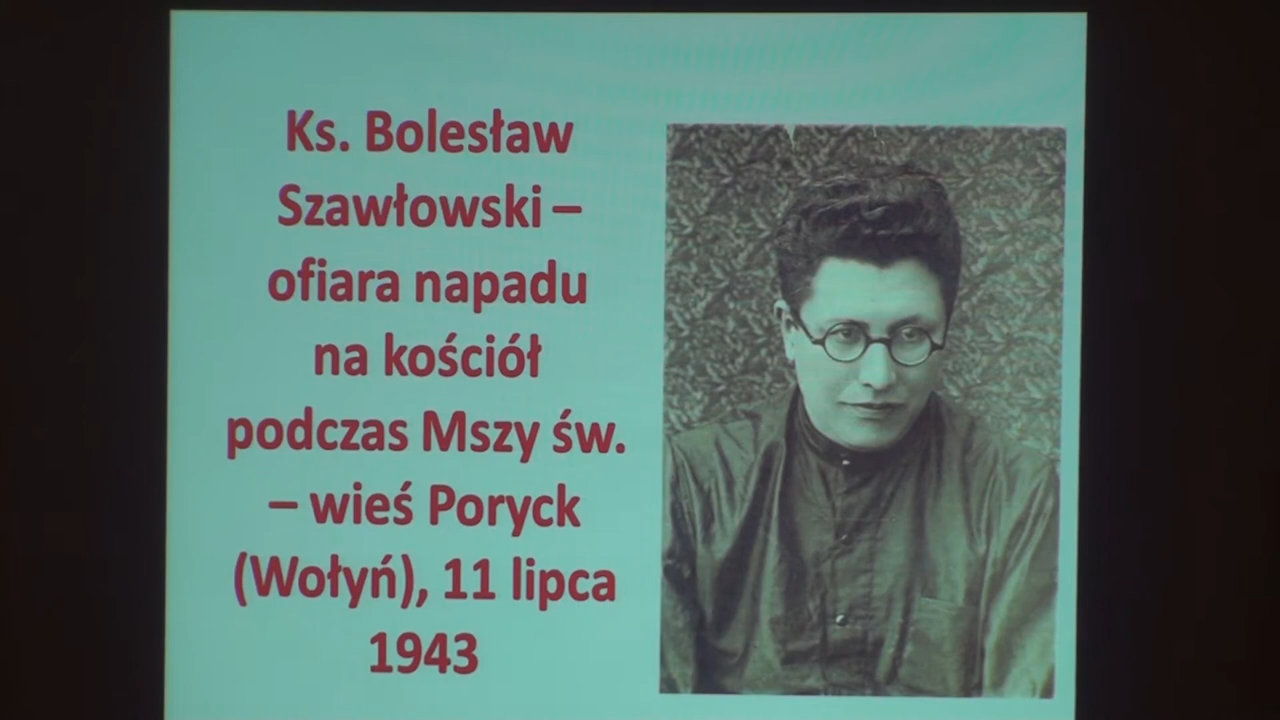 Ks. Bolesław
Szawłowski –
ofiara napadu
na kościół
podczas Mszy św.
– wieś Poryck
(Wołyń), 11 lipca
1943